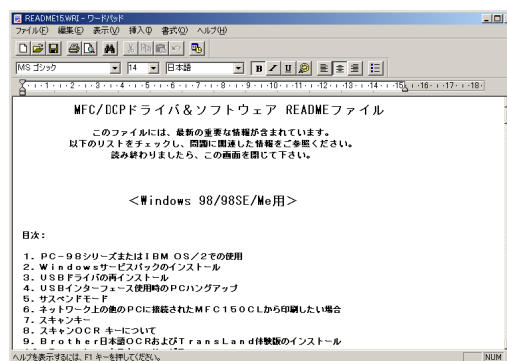 README15.WRI - ワードパッド
ファイル(F) 編集(E) 表示(V) 挿入(I) 書式(O) ヘルプ(H)
MS ゴシック 14 日本語 B Z U
1 2 3 4 5 6 7 8 9 10 11 12 13 14 15 16 17 18
MFC/DCPドライバ&ソフトウェア READMEファイル
このファイルには、最新の重要な情報が含まれています。
以下のリストをチェックし、問題に関連した情報をご参照ください。
読み終わりましたら、この画面を閉じて下さい。
<Windows 98/98SE/Me用>
目次:
1.PC-98シリーズまたはIBM OS/2での使用
2.Windowsサービスパックのインストール
3.USBドライバの再インストール
4.USBインターフェース使用時のPCハングアップ
5.サスペンドモード
6.ネットワーク上の他のPCに接続されたMFC150CLから印刷したい場合
7.スキャンキー
8.スキャンOCR キーについて
9.Brother日本語OCRおよびTransLand体験版のインストール
ヘルプを表示するには、F1 キーを押してください。 NUM